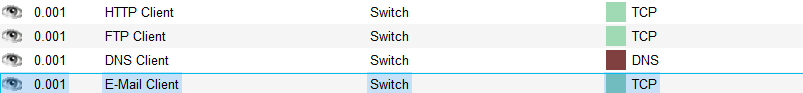 0.001 HTTP Client Switch TCP
0.001 FTP Client Switch TCP
0.001 DNS Client Switch DNS
0.001 E-Mail Client Switch TCP